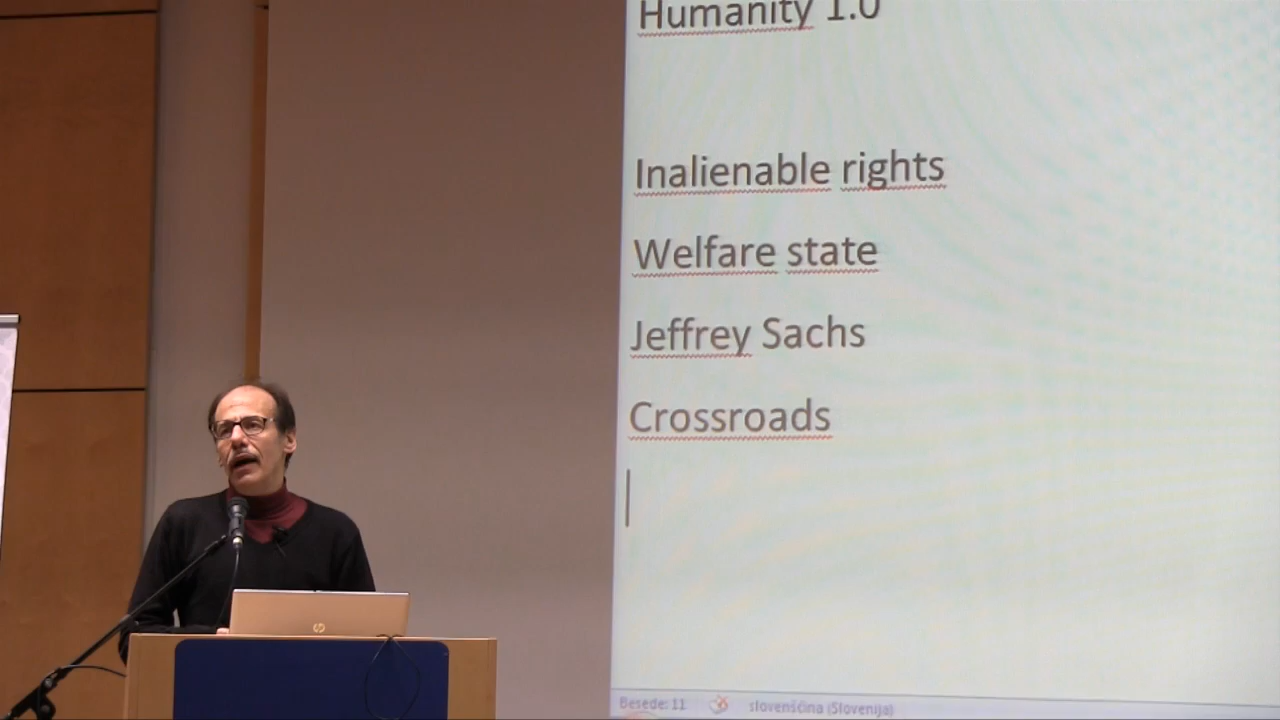 Humanity 1.0
Inalienable rights
Welfare state
Jeffrey Sachs
Crossroads
Besede: 11
slovenščina (Slovenija)
hp